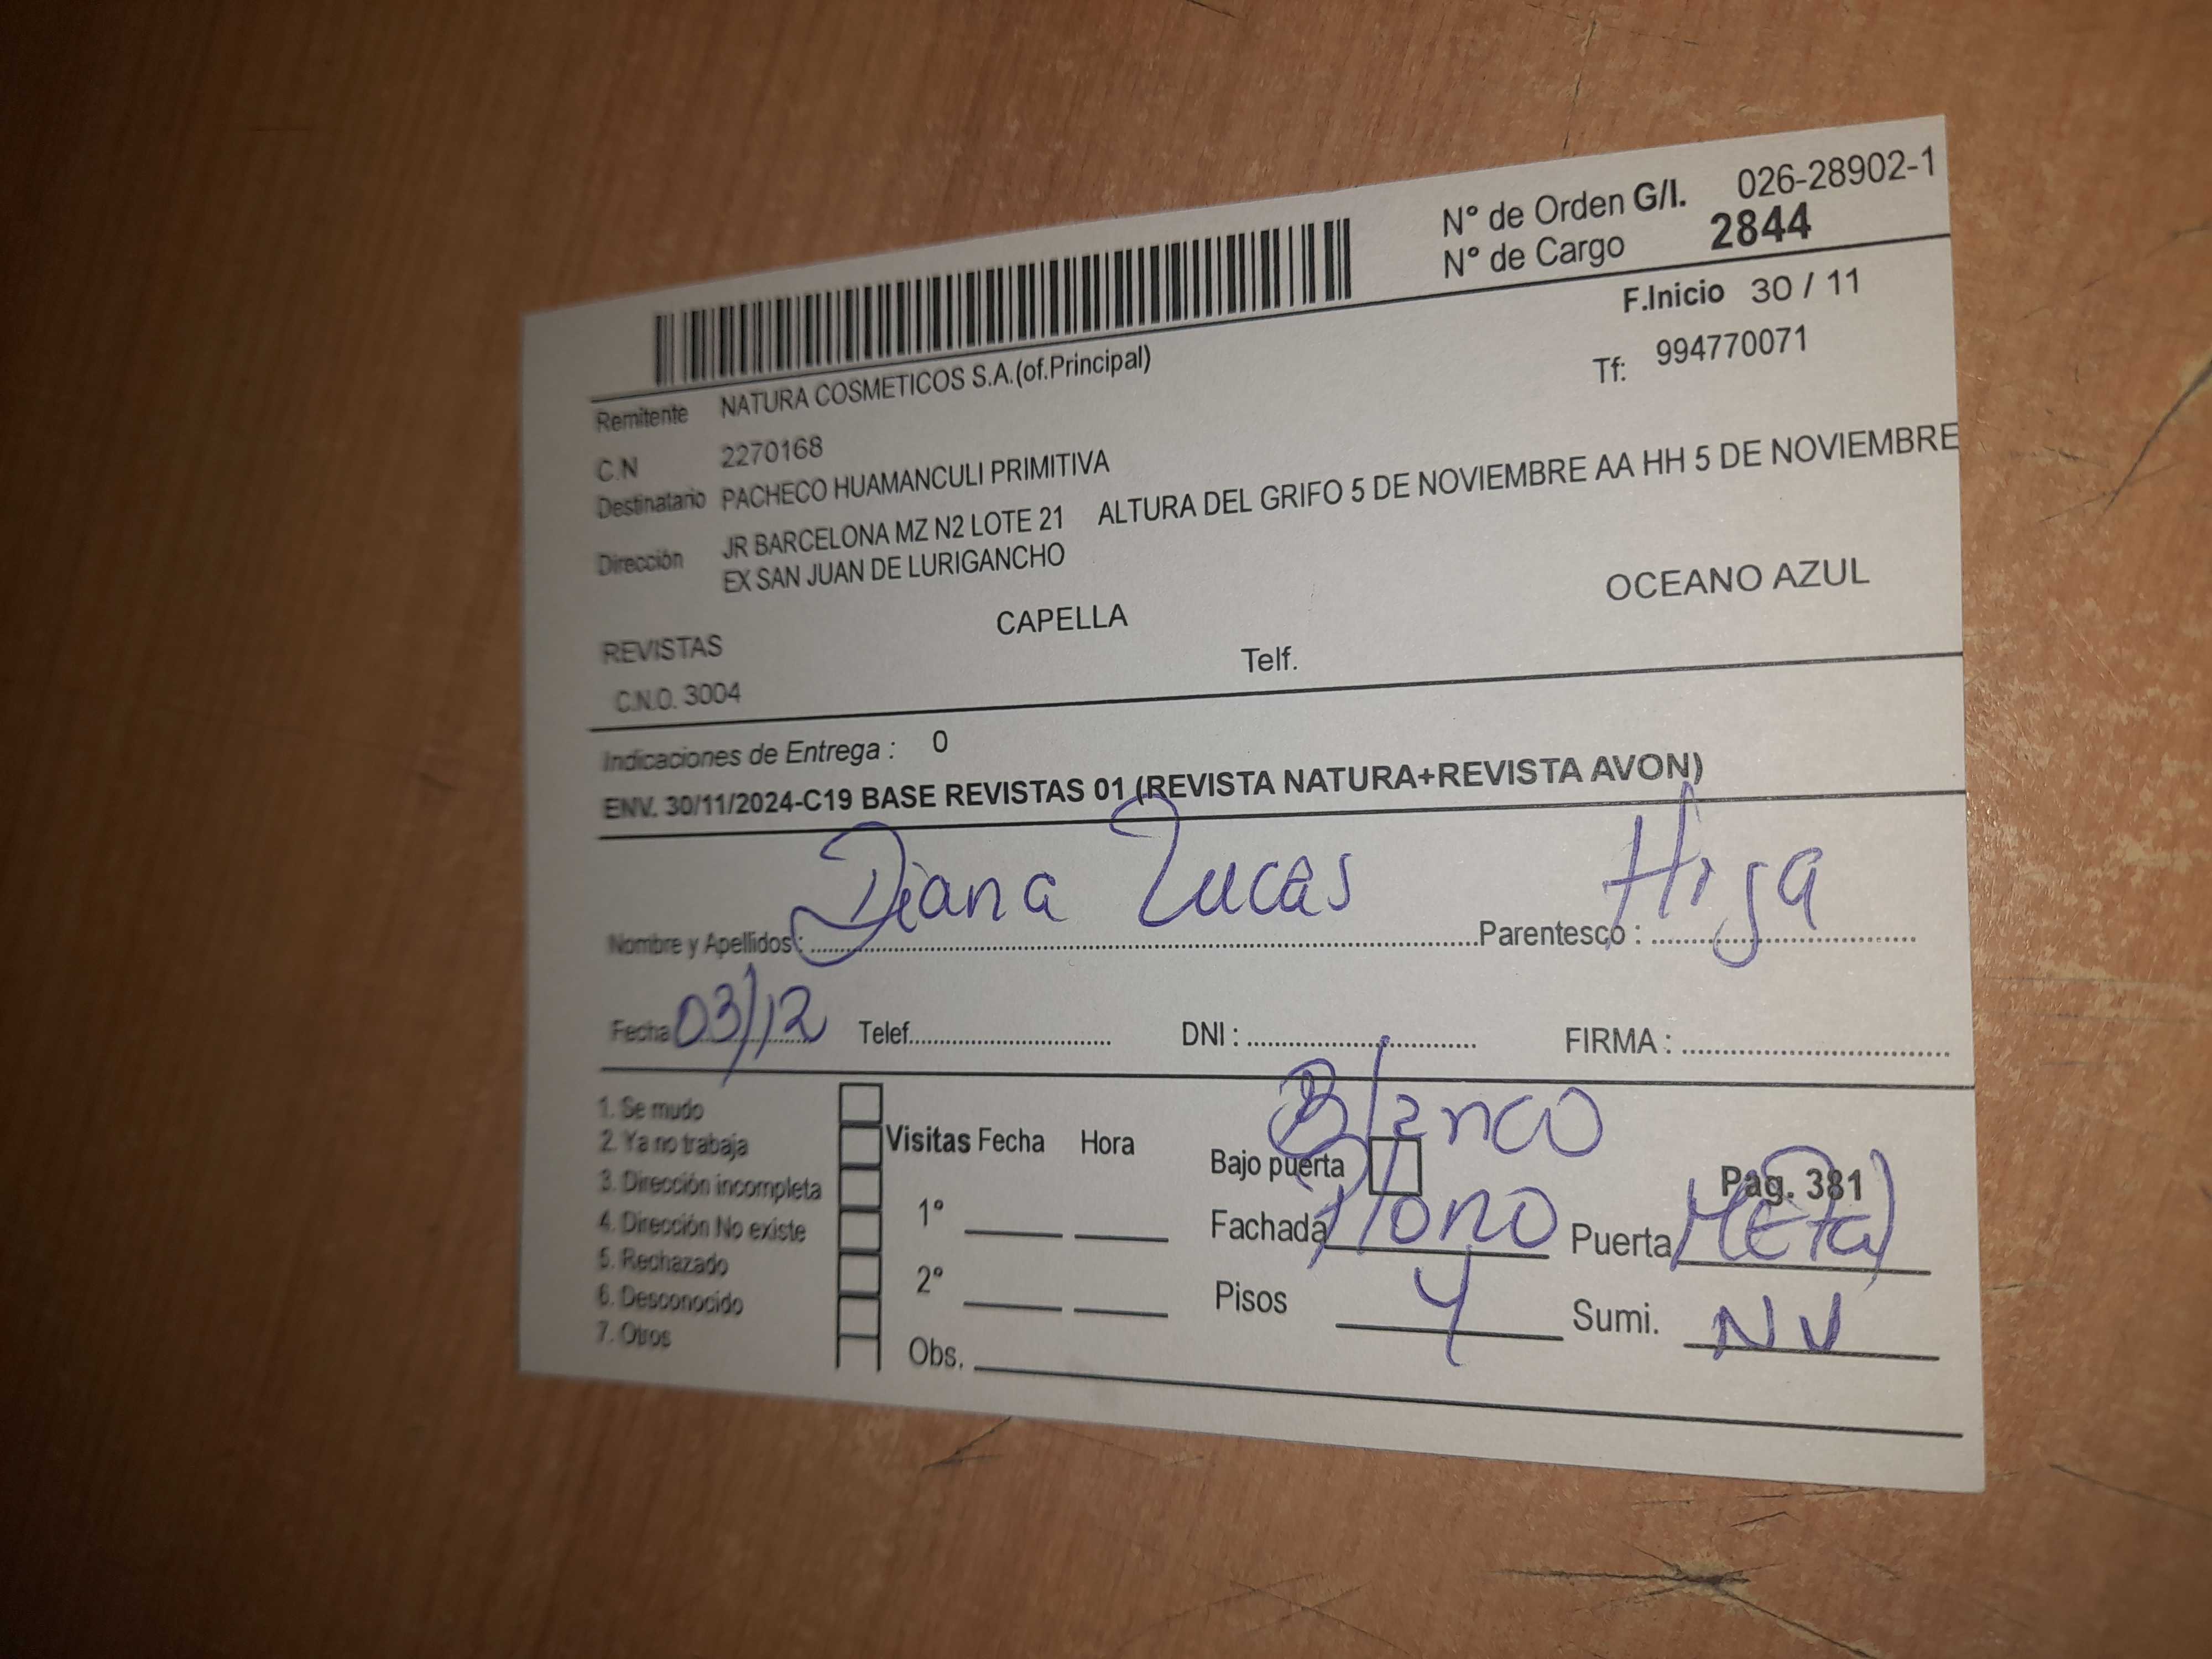 N° de Orden G/I. 026-28902-1
N° de Cargo 2844
F.Inicio 30 / 11
Remitente NATURA COSMETICOS S.A.(of.Principal) Tf: 994770071
C.N 2270168
Destinatario PACHECO HUAMANCULI PRIMITIVA
Dirección JR BARCELONA MZ N2 LOTE 21 ALTURA DEL GRIFO 5 DE NOVIEMBRE AA HH 5 DE NOVIEMBRE
EX SAN JUAN DE LURIGANCHO
REVISTAS CAPELLA OCEANO AZUL
C.N.O. 3004 Telf.
Indicaciones de Entrega : 0
ENV. 30/11/2024-C19 BASE REVISTAS 01 (REVISTA NATURA+REVISTA AVON)
Nombre y Apellidos : Diana Lucas Parentesco : Hija
Fecha 03/12 Telef. DNI : FIRMA :
1. Se mudo
2. Ya no trabaja
3. Dirección incompleta
4. Dirección No existe
5. Rechazado
6. Desconocido
7. Otros
Visitas Fecha Hora
1°
2°
Obs.
Blanco
Bajo puerta Pag. 381
Fachada Puerta Metal
Pisos 4 Sumi. NV